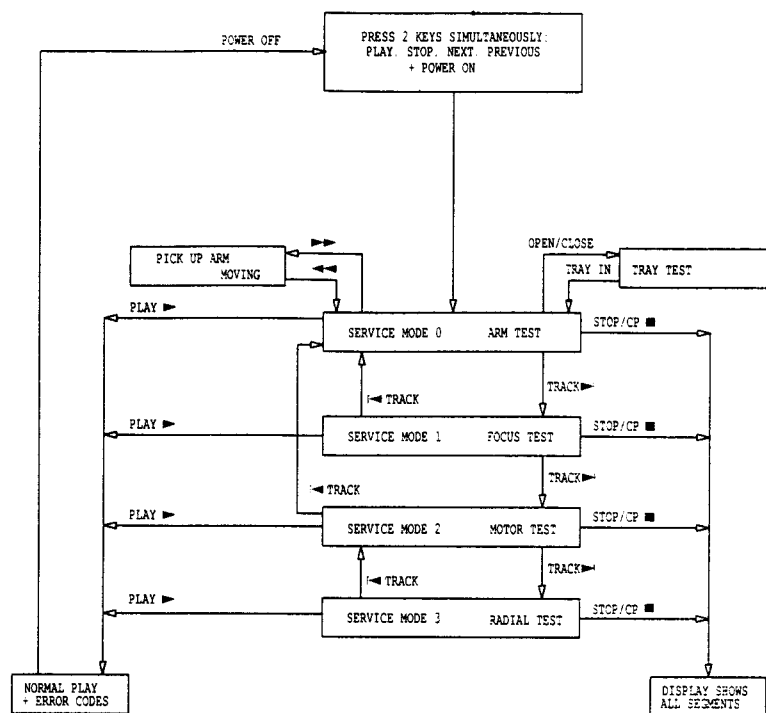 POWER OFF
PRESS 2 KEYS SIMULTANEOUSLY:
PLAY. STOP. NEXT. PREVIOUS
+ POWER ON
PICK UP ARM
MOVING
OPEN/CLOSE
TRAY IN
TRAY TEST
PLAY ►
SERVICE MODE 0 ARM TEST
STOP/CP ■
|◄ TRACK
TRACK ►|
PLAY ►
SERVICE MODE 1 FOCUS TEST
STOP/CP ■
|◄ TRACK
TRACK ►|
PLAY ►
SERVICE MODE 2 MOTOR TEST
STOP/CP ■
|◄ TRACK
TRACK ►|
PLAY ►
SERVICE MODE 3 RADIAL TEST
STOP/CP ■
NORMAL PLAY
+ ERROR CODES
DISPLAY SHOWS
ALL SEGMENTS